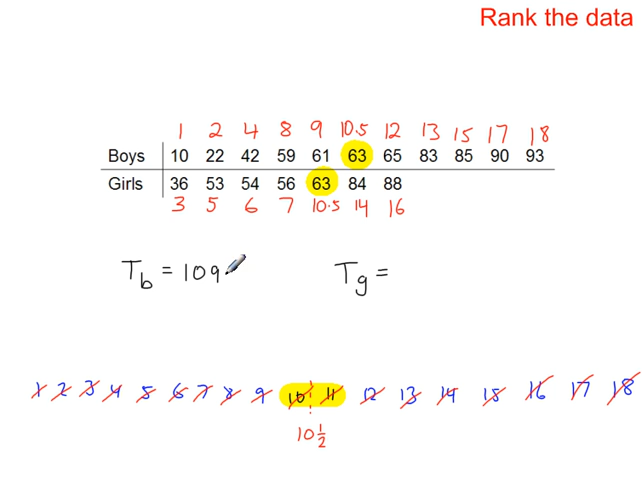 Rank the data
1 2 4 8 9 10.5 12 13 15 17 18
Boys 10 22 42 59 61 63 65 83 85 90 93
Girls 36 53 54 56 63 84 88
3 5 6 7 10.5 14 16
Tb = 109 Tg =
1 2 3 4 5 6 7 8 9 10 11 12 13 14 15 16 17 18
10 1/2